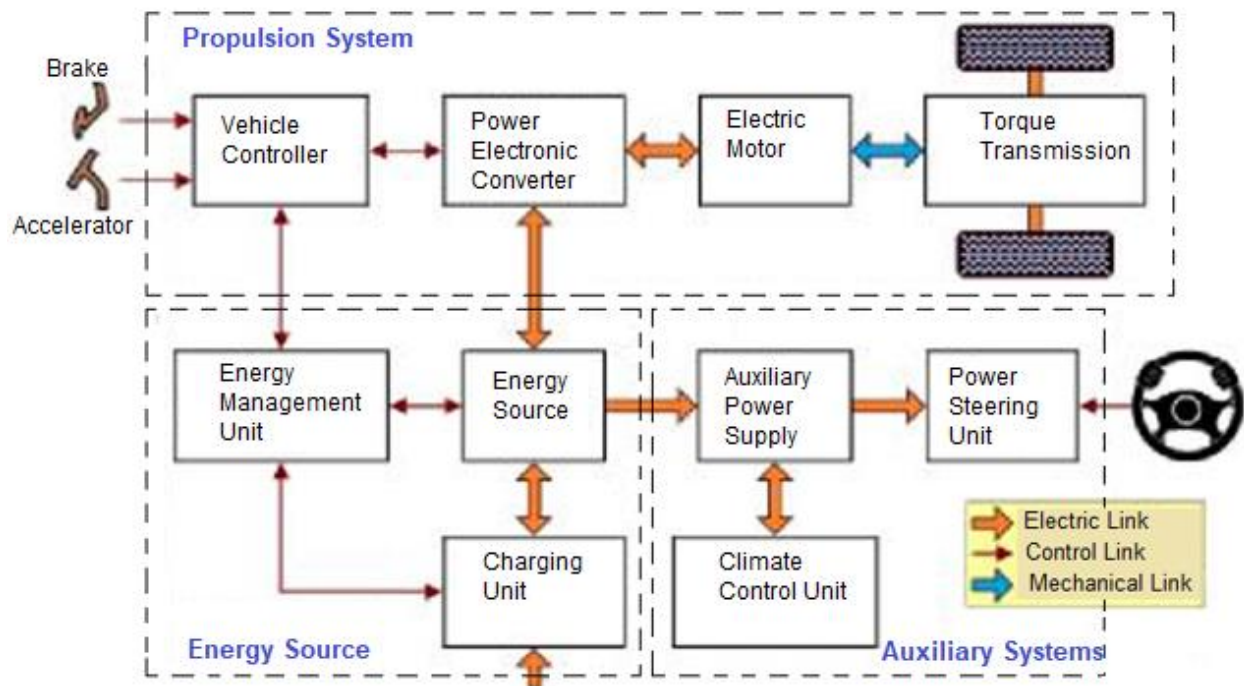 Propulsion System
Brake
Accelerator
Vehicle
Controller
Power
Electronic
Converter
Electric
Motor
Torque
Transmission
Energy
Management
Unit
Energy
Source
Auxiliary
Power
Supply
Power
Steering
Unit
Charging
Unit
Climate
Control Unit
Electric Link
Control Link
Mechanical Link
Energy Source
Auxiliary Systems